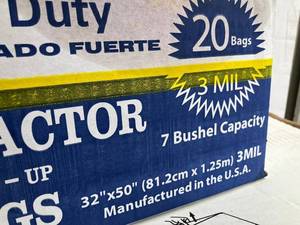 Duty
ADO FUERTE
20 Bags
3 MIL
ACTOR
7 Bushel Capacity
- UP
32"x50" (81.2cm x 1.25m) 3MIL
GS
Manufactured in the U.S.A.